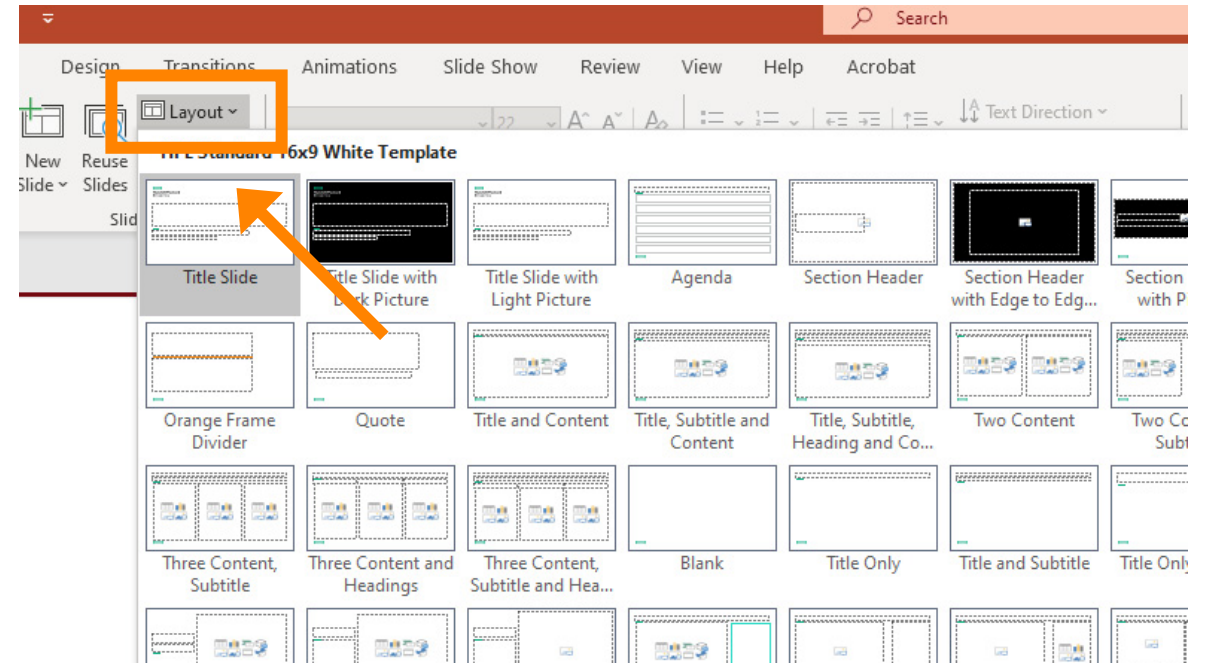 Search
Design Transitions Animations Slide Show Review View Help Acrobat
Layout
22
Text Direction
New Slide
Reuse Slides
Slid
Standard 16x9 White Template
Title Slide
Title Slide with Dark Picture
Title Slide with Light Picture
Agenda
Section Header
Section Header with Edge to Edg...
Section
with P
Orange Frame Divider
Quote
Title and Content
Title, Subtitle and Content
Title, Subtitle, Heading and Co...
Two Content
Two Co
Subt
Three Content, Subtitle
Three Content and Headings
Three Content, Subtitle and Hea...
Blank
Title Only
Title and Subtitle
Title Only